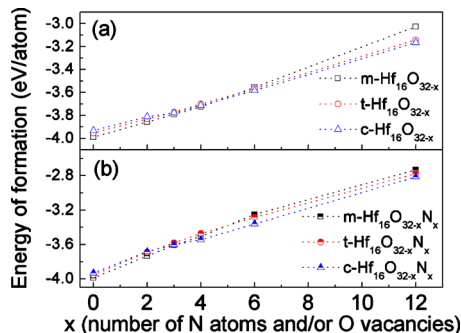 Energy of formation (eV/atom)
(a)
-3.0
-3.2
-3.4
-3.6
-3.8
-4.0
m-Hf₁₆O₃₂₋ₓ
t-Hf₁₆O₃₂₋ₓ
c-Hf₁₆O₃₂₋ₓ
(b)
-2.8
-3.2
-3.6
-4.0
m-Hf₁₆O₃₂₋ₓNₓ
t-Hf₁₆O₃₂₋ₓNₓ
c-Hf₁₆O₃₂₋ₓNₓ
0 2 4 6 8 10 12
x (number of N atoms and/or O vacancies)